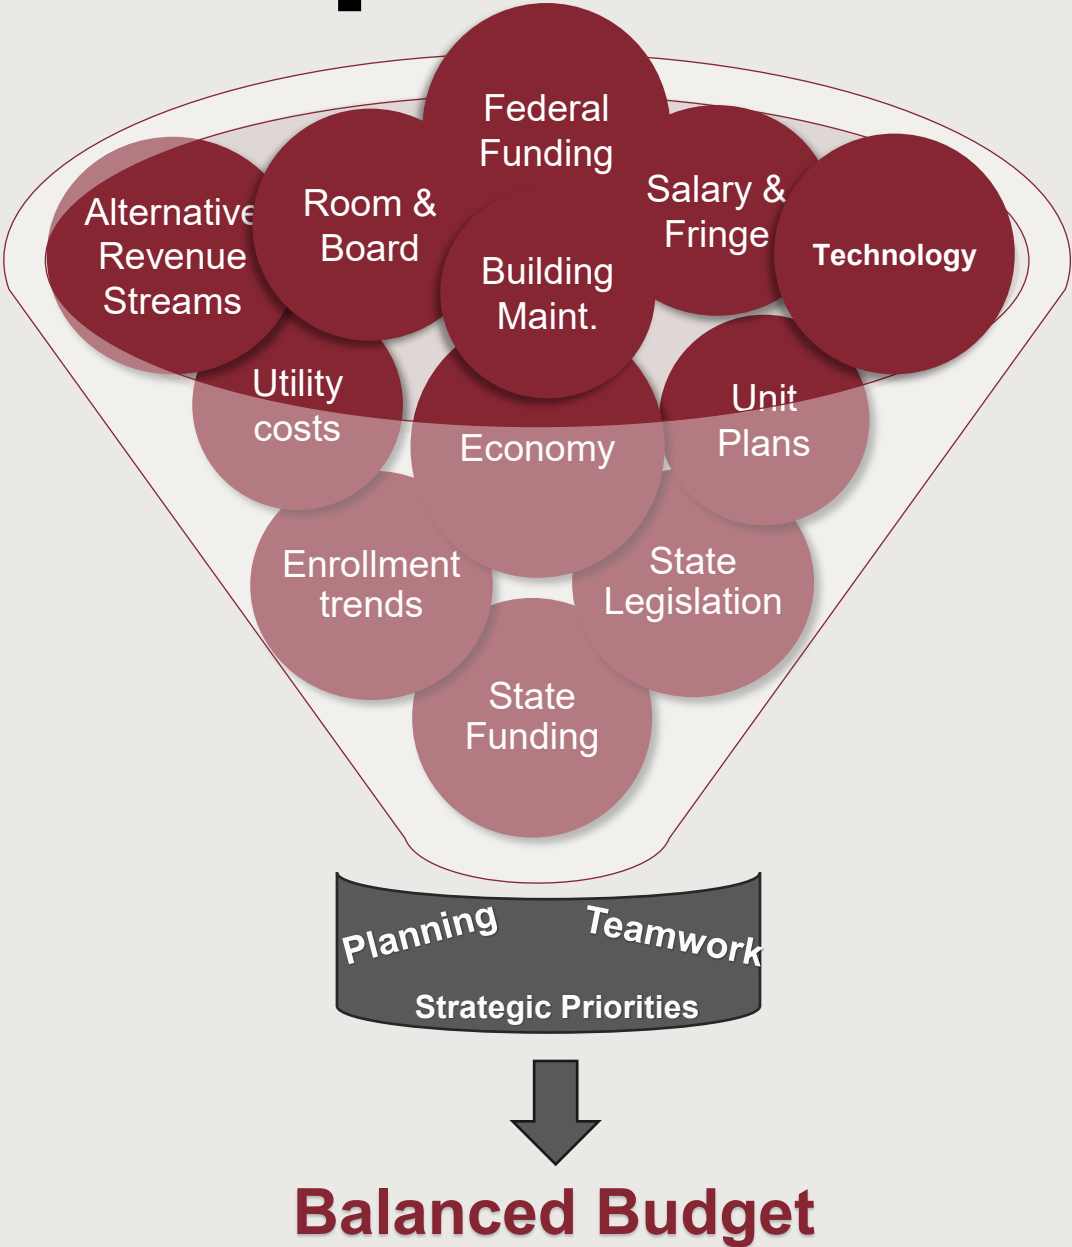 Federal
Funding
Alternative
Revenue
Streams
Room &
Board
Building
Maint.
Salary &
Fringe
Technology
Utility
costs
Economy
Unit
Plans
Enrollment
trends
State
Legislation
State
Funding
Planning
Teamwork
Strategic Priorities
Balanced Budget